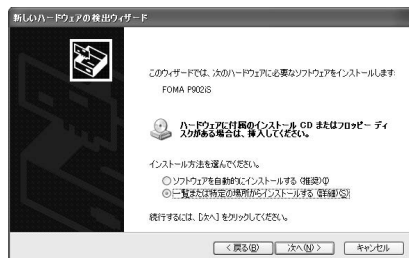 新しいハードウェアの検出ウィザード
このウィザードでは、次のハードウェアに必要なソフトウェアをインストールします:
FOMA P902iS
ハードウェアに付属のインストール CD またはフロッピー ディ
スクがある場合は、挿入してください。
インストール方法を選んでください。
ソフトウェアを自動的にインストールする (推奨)(I)
一覧または特定の場所からインストールする (詳細)(S)
続行するには、[次へ] をクリックしてください。
< 戻る(B)
次へ(N) >
キャンセル